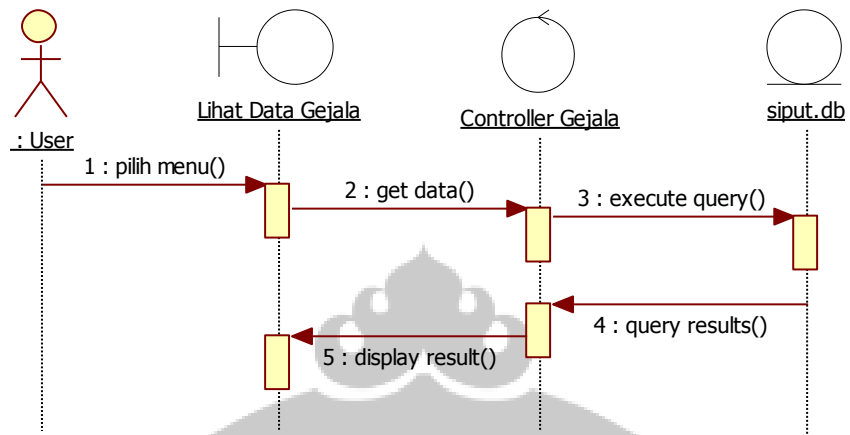 : User
Lihat Data Gejala
Controller Gejala
siput.db
1 : pilih menu()
2 : get data()
3 : execute query()
4 : query results()
5 : display result()